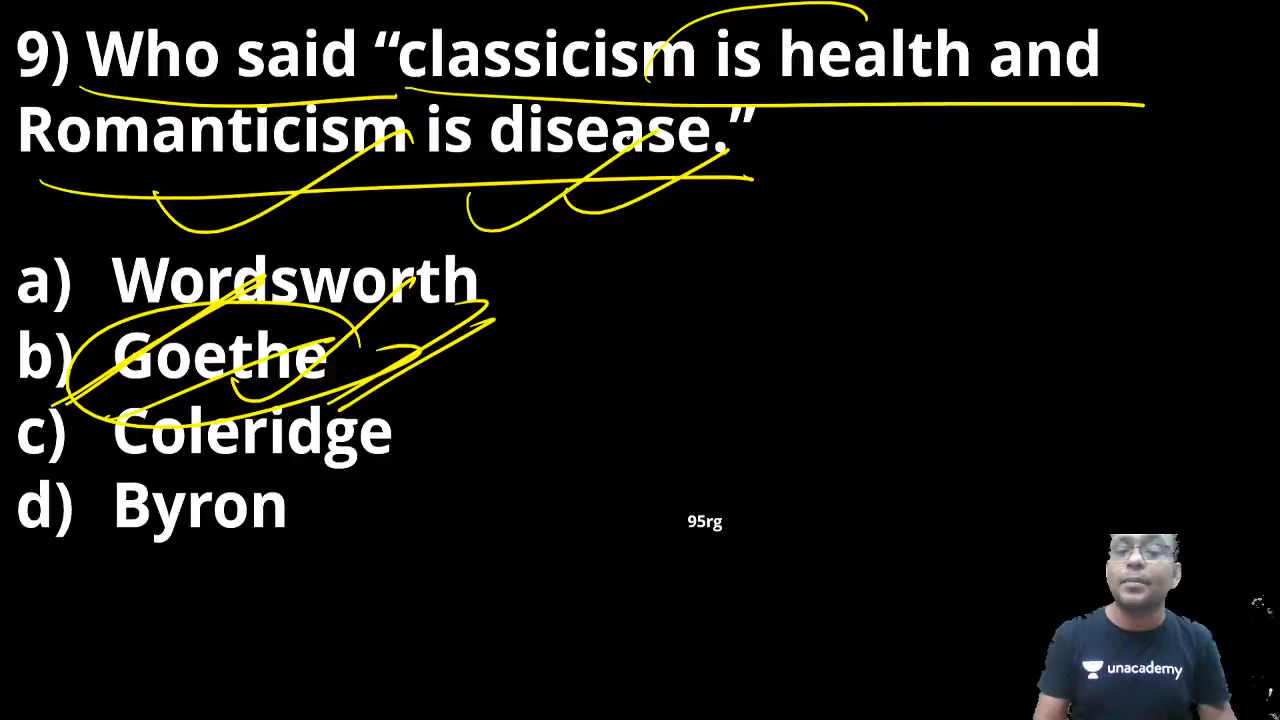 9) Who said “classicism is health and
Romanticism is disease.”
a) Wordsworth
b) Goethe
c) Coleridge
d) Byron
95rg
unacademy